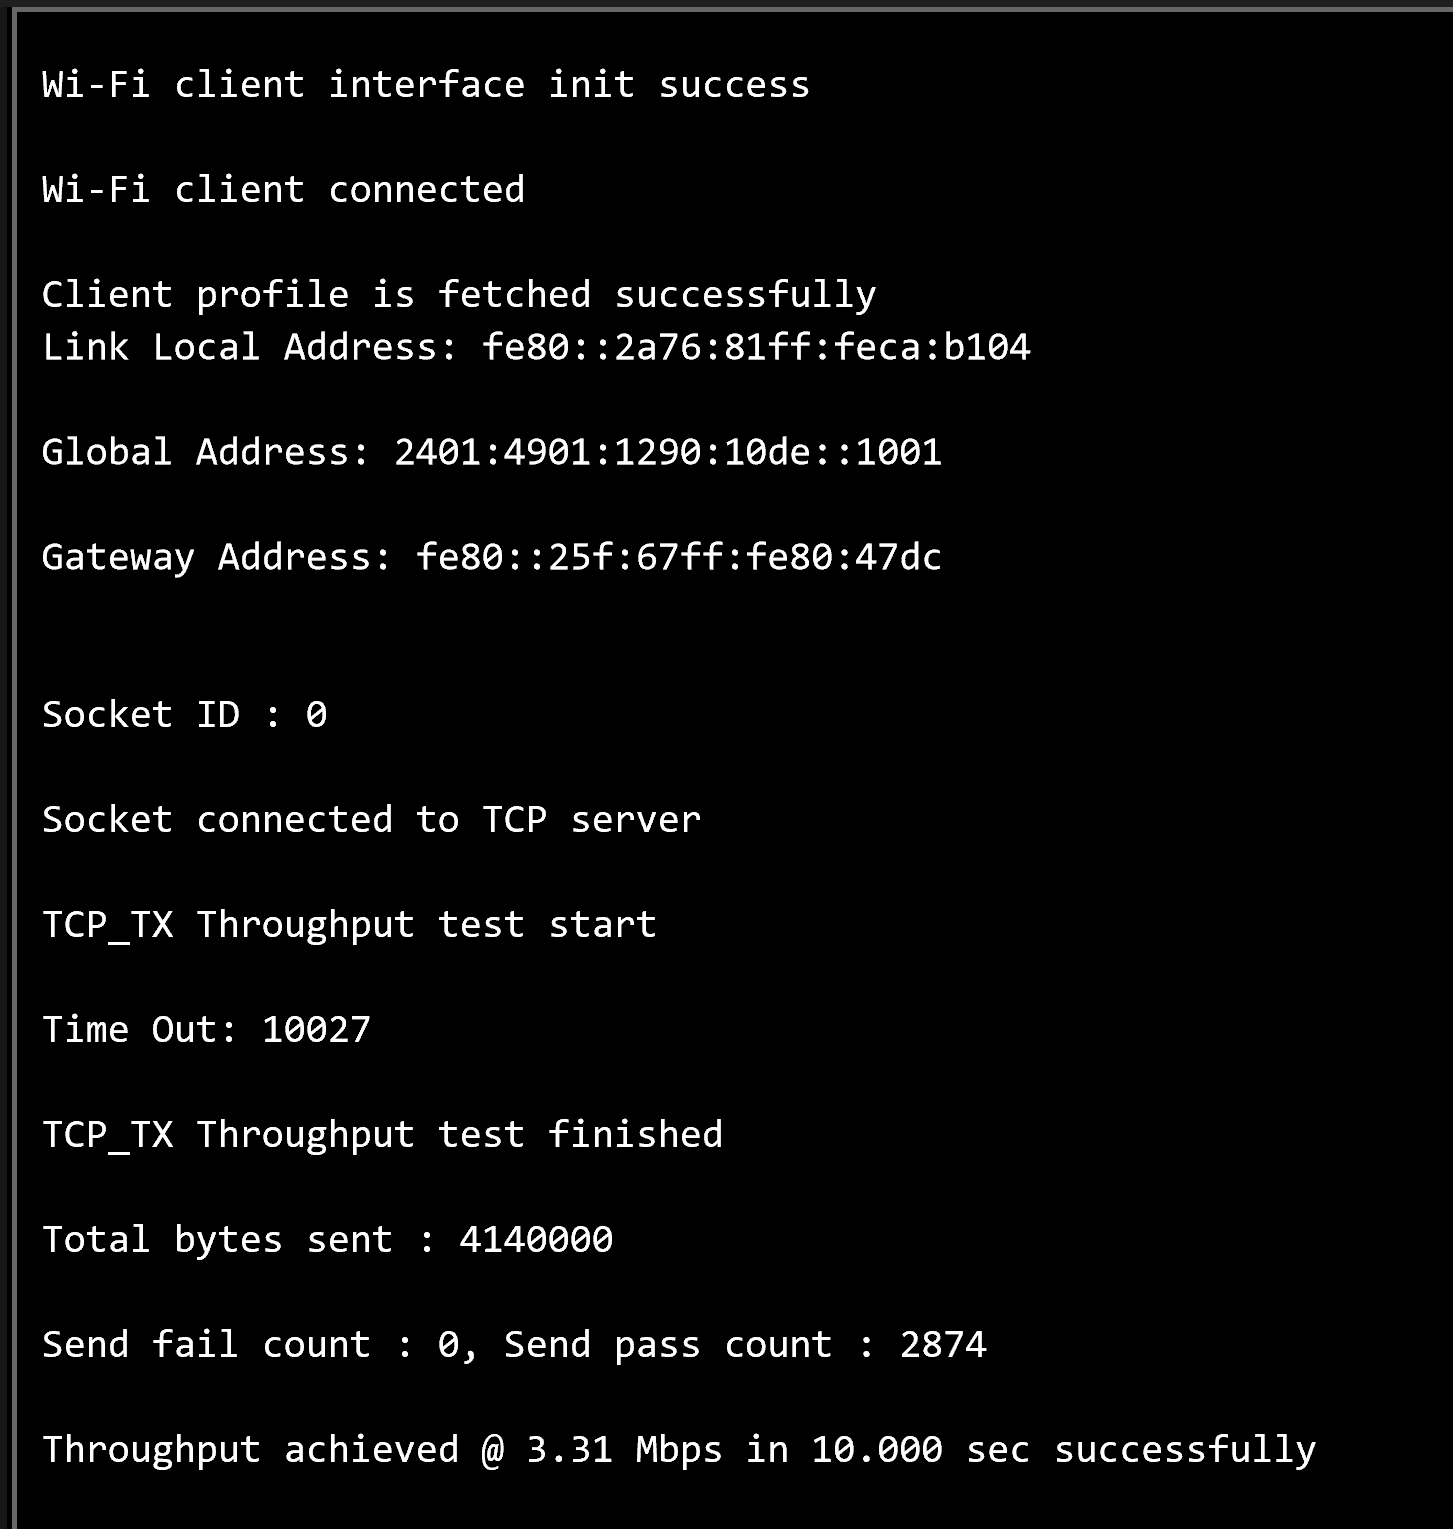 Wi-Fi client interface init success
Wi-Fi client connected
Client profile is fetched successfully
Link Local Address: fe80::2a76:81ff:feca:b104
Global Address: 2401:4901:1290:10de::1001
Gateway Address: fe80::25f:67ff:fe80:47dc
Socket ID : 0
Socket connected to TCP server
TCP_TX Throughput test start
Time Out: 10027
TCP_TX Throughput test finished
Total bytes sent : 4140000
Send fail count : 0, Send pass count : 2874
Throughput achieved @ 3.31 Mbps in 10.000 sec successfully